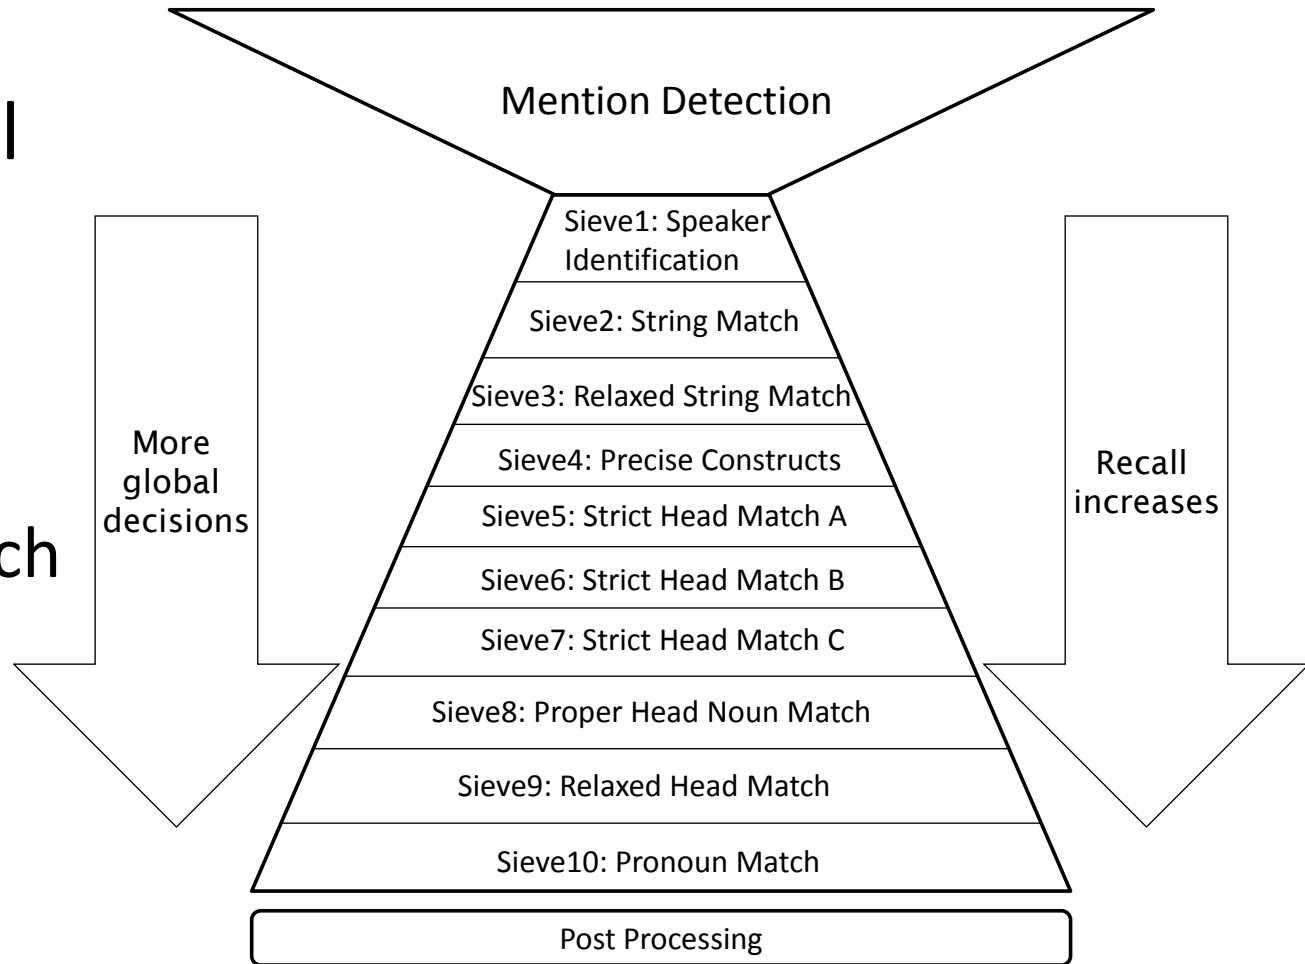 Mention Detection
l
Sieve1: Speaker
Identification
Sieve2: String Match
Sieve3: Relaxed String Match
More
global
decisions
Sieve4: Precise Constructs
Recall
increases
Sieve5: Strict Head Match A
ch
Sieve6: Strict Head Match B
Sieve7: Strict Head Match C
Sieve8: Proper Head Noun Match
Sieve9: Relaxed Head Match
Sieve10: Pronoun Match
Post Processing